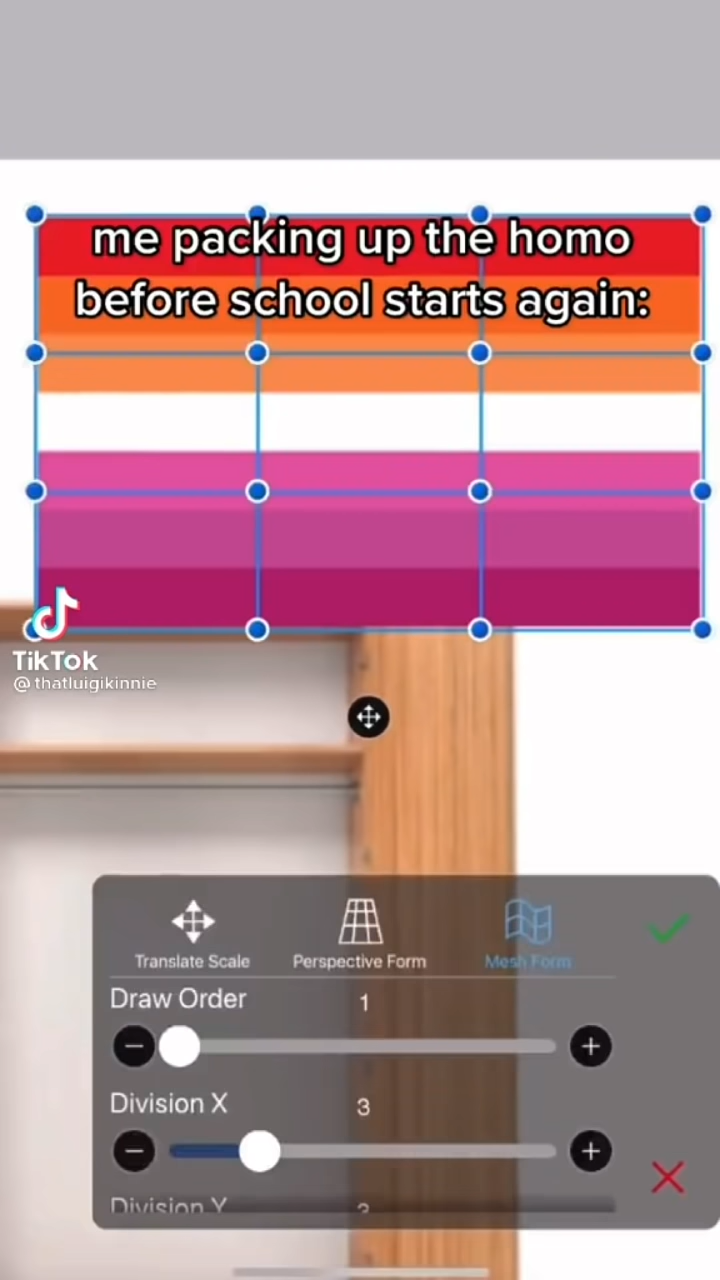 me packing up the homo
before school starts again:
TikTok
@thatluigikinnie
Translate Scale
Perspective Form
Mesh Form
Draw Order 1
Division X 3
Division Y